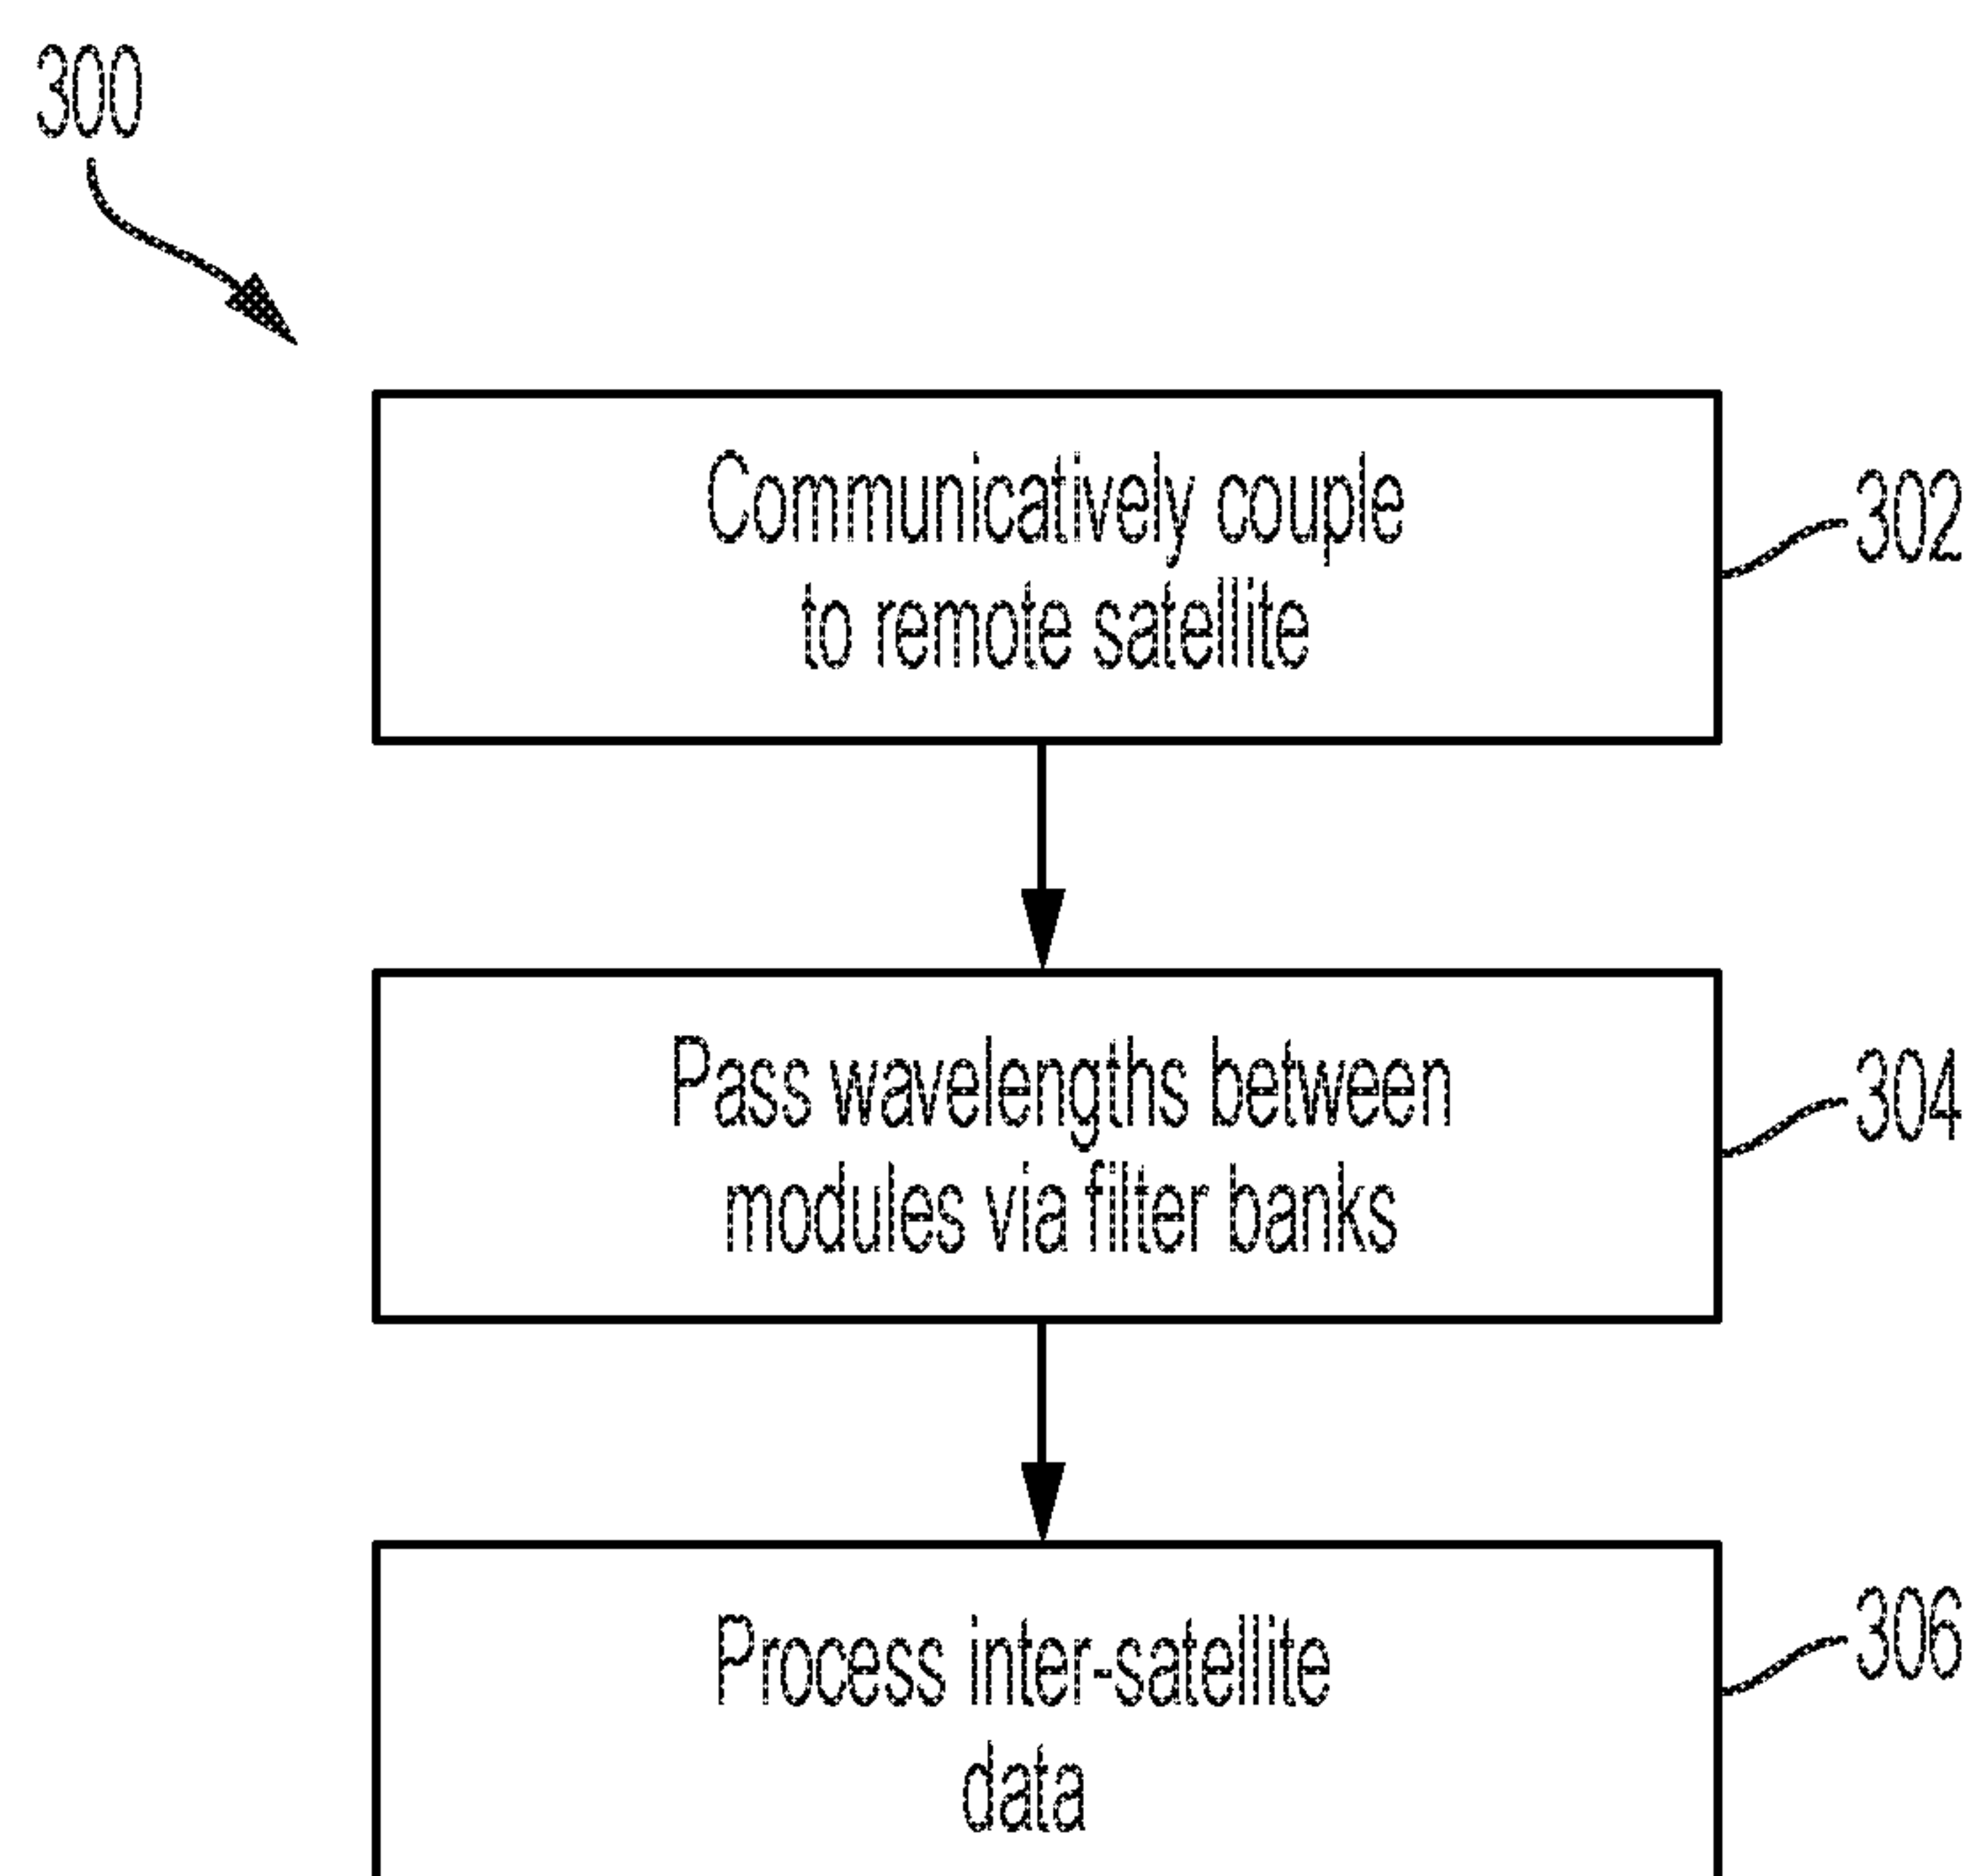 300
Communicatively couple
to remote satellite
302
Pass wavelengths between
modules via filter banks
304
Process inter-satellite
data
306